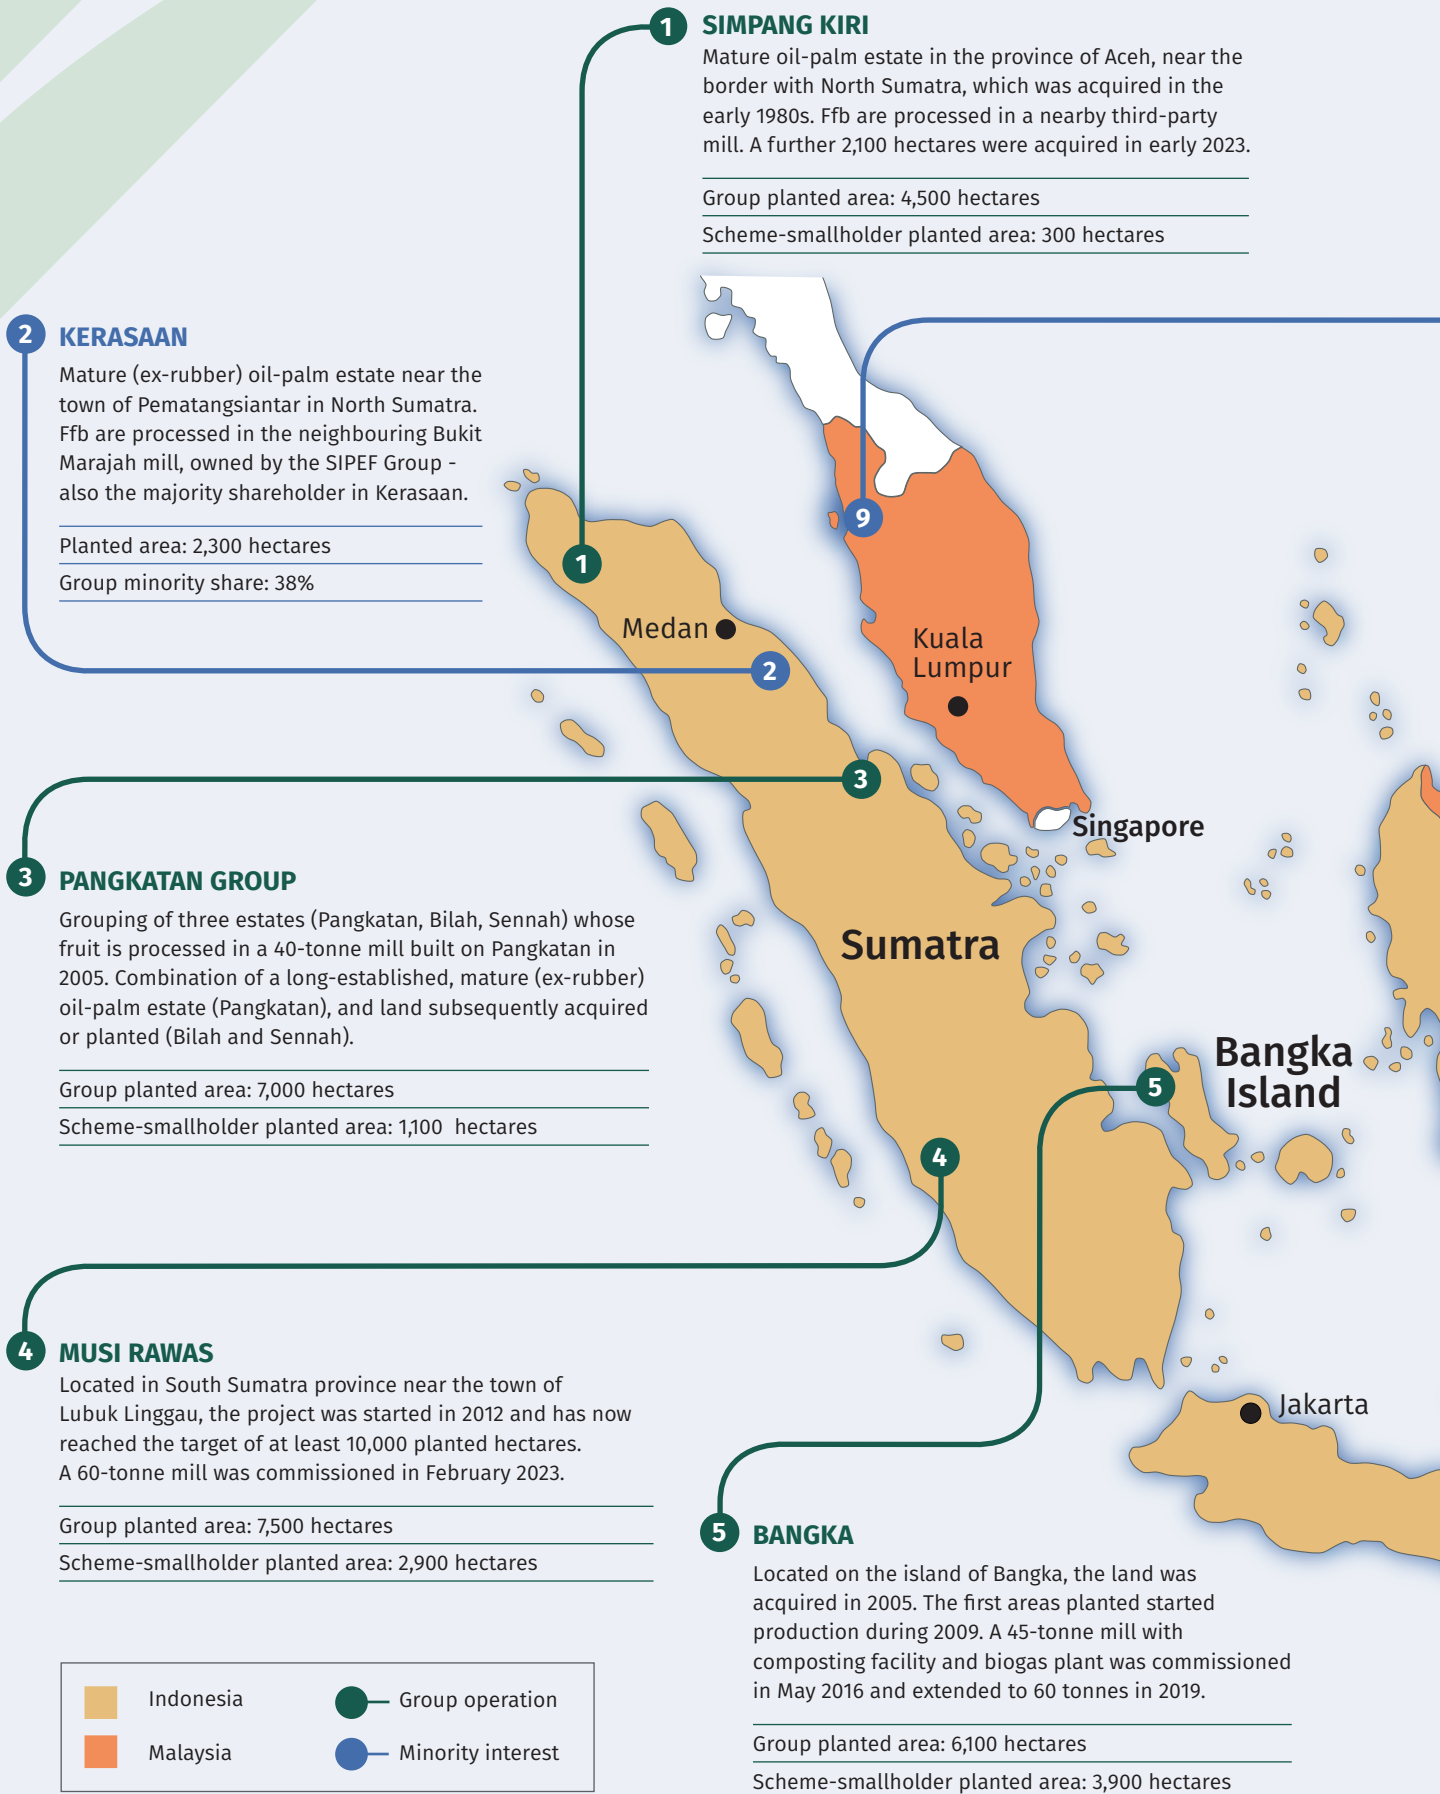 1 SIMPANG KIRI
Mature oil-palm estate in the province of Aceh, near the
border with North Sumatra, which was acquired in the
early 1980s. Ffb are processed in a nearby third-party
mill. A further 2,100 hectares were acquired in early 2023.
Group planted area: 4,500 hectares
Scheme-smallholder planted area: 300 hectares
2 KERASAAN
Mature (ex-rubber) oil-palm estate near the
town of Pematangsiantar in North Sumatra.
Ffb are processed in the neighbouring Bukit
Marajah mill, owned by the SIPEF Group -
also the majority shareholder in Kerasaan.
Planted area: 2,300 hectares
Group minority share: 38%
9
1
Medan
2
Kuala
Lumpur
3
Singapore
3 PANGKATAN GROUP
Grouping of three estates (Pangkatan, Bilah, Sennah) whose
fruit is processed in a 40-tonne mill built on Pangkatan in
2005. Combination of a long-established, mature (ex-rubber)
oil-palm estate (Pangkatan), and land subsequently acquired
or planted (Bilah and Sennah).
Group planted area: 7,000 hectares
Scheme-smallholder planted area: 1,100 hectares
Sumatra
Bangka
Island
5
4
4 MUSI RAWAS
Located in South Sumatra province near the town of
Lubuk Linggau, the project was started in 2012 and has now
reached the target of at least 10,000 planted hectares.
A 60-tonne mill was commissioned in February 2023.
Group planted area: 7,500 hectares
Scheme-smallholder planted area: 2,900 hectares
Jakarta
5 BANGKA
Located on the island of Bangka, the land was
acquired in 2005. The first areas planted started
production during 2009. A 45-tonne mill with
composting facility and biogas plant was commissioned
in May 2016 and extended to 60 tonnes in 2019.
Group planted area: 6,100 hectares
Scheme-smallholder planted area: 3,900 hectares
Indonesia
Group operation
Malaysia
Minority interest